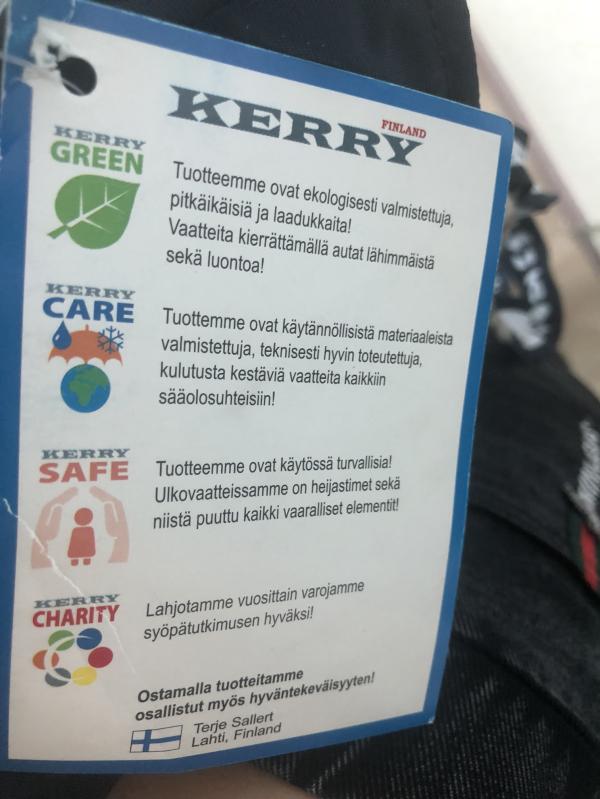 KERRY
FINLAND
KERRY
GREEN
Tuotteemme ovat ekologisesti valmistettuja,
pitkäikäisiä ja laadukkaita!
Vaatteita kierrättämällä autat lähimmäistä
sekä luontoa!
KERRY
CARE
Tuottemme ovat käytännöllisistä materiaaleista
valmistettuja, teknisesti hyvin toteutettuja,
kulutusta kestäviä vaatteita kaikkiin
sääolosuhteisiin!
KERRY
SAFE
Tuotteemme ovat käytössä turvallisia!
Ulkovaatteissamme on heijastimet sekä
niistä puuttu kaikki vaaralliset elementit!
KERRY
CHARITY
Lahjotamme vuosittain varojamme
syöpätutkimusen hyväksi!
Ostamalla tuotteitamme
osallistut myös hyväntekeväisyyten!
Terje Sallert
Lahti, Finland